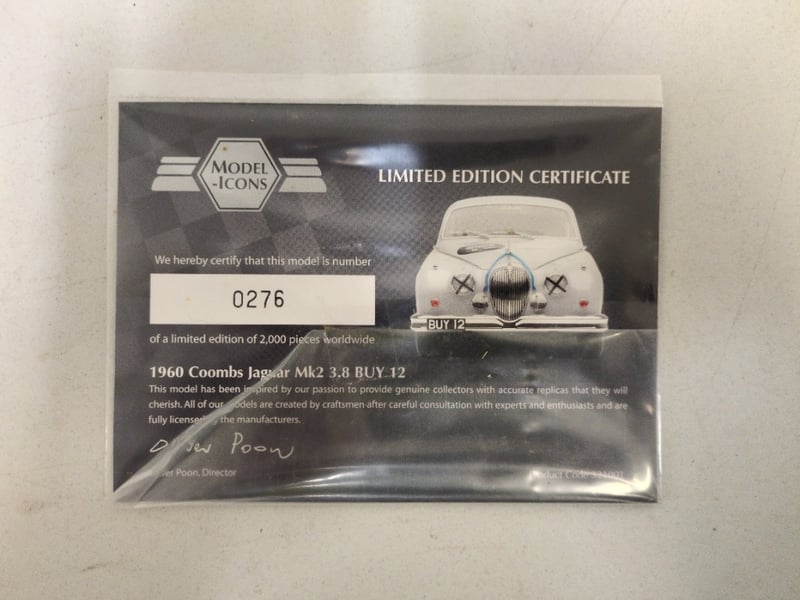 MODEL
-ICONS
LIMITED EDITION CERTIFICATE
We hereby certify that this model is number
0276
BUY 12
of a limited edition of 2,000 pieces worldwide
1960 Coombs Jaguar Mk2 3.8 BUY 12
This model has been inspired by our passion to provide genuine collectors with accurate replicas that they will
cherish. All of our models are created by craftsmen after careful consultation with experts and enthusiasts and are
fully licensed by the manufacturers.
Poon
Poon, Director
Product Code